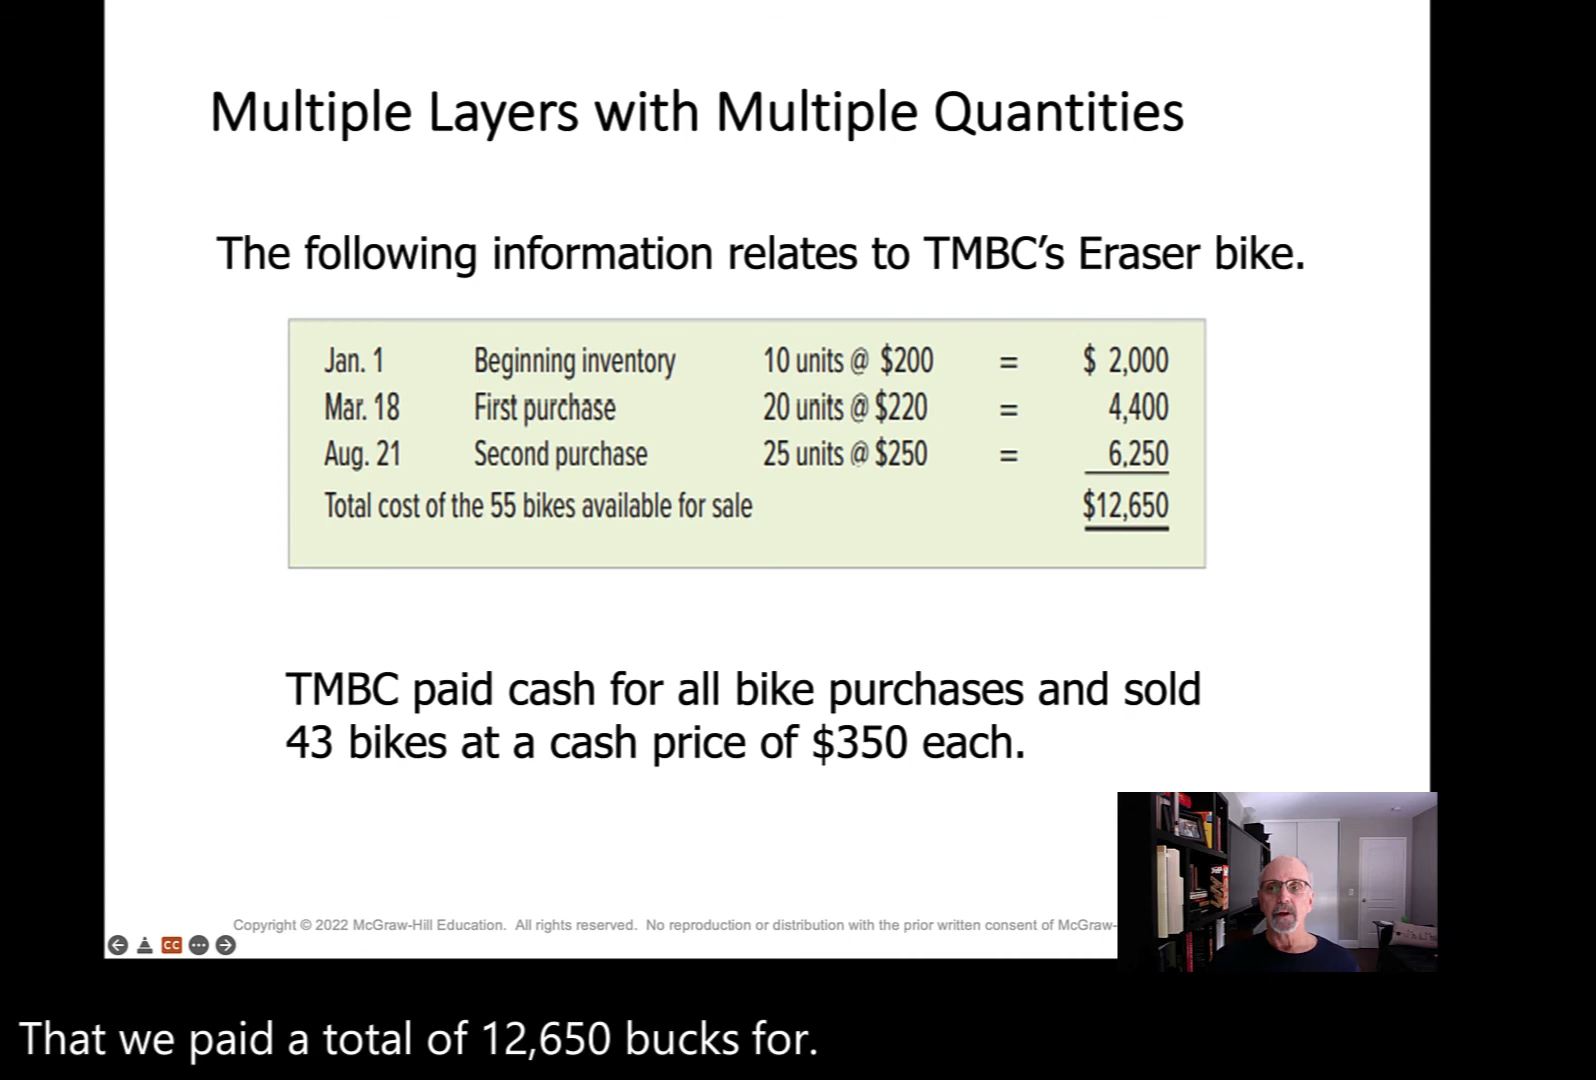 Multiple Layers with Multiple Quantities
The following information relates to TMBC’s Eraser bike.
Jan. 1 Beginning inventory 10 units @ $200 = $ 2,000
Mar. 18 First purchase 20 units @ $220 = 4,400
Aug. 21 Second purchase 25 units @ $250 = 6,250
Total cost of the 55 bikes available for sale $12,650
TMBC paid cash for all bike purchases and sold
43 bikes at a cash price of $350 each.
Copyright © 2022 McGraw-Hill Education. All rights reserved. No reproduction or distribution with the prior written consent of McGraw-
CC
That we paid a total of 12,650 bucks for.